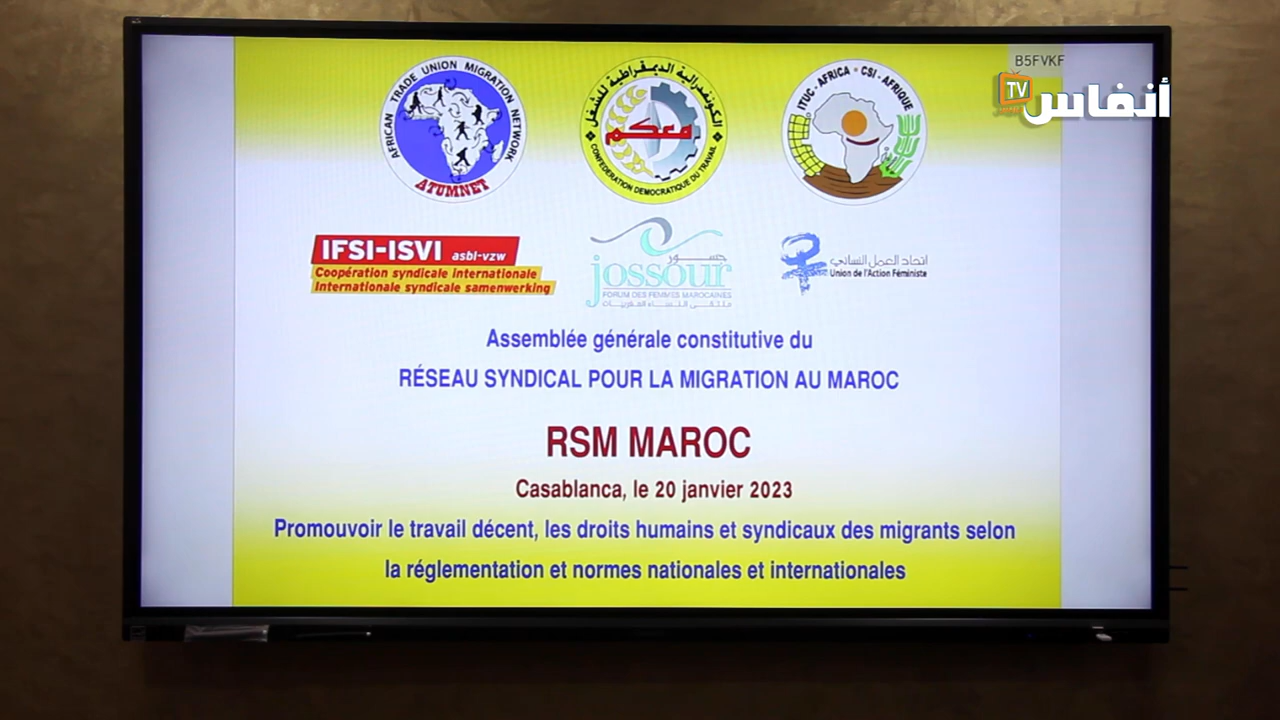 B5FVKF
أنفاس TV
AFRICAN TRADE UNION MIGRATION NETWORK
ATUMNET
الكونفدرالية الديمقراطية للشغل
معكم
CONFEDERATION DEMOCRATIQUE DU TRAVAIL
ITUC-AFRICA • CSI-AFRIQUE
IFSI-ISVI asbl-vzw
Coopération syndicale internationale
Internationale syndicale samenwerking
جسور
jossour
FORUM DES FEMMES MAROCAINES
ملتقى النساء المغربيات
اتحاد العمل النسائي
Union de l'Action Féministe
Assemblée générale constitutive du
RÉSEAU SYNDICAL POUR LA MIGRATION AU MAROC
RSM MAROC
Casablanca, le 20 janvier 2023
Promouvoir le travail décent, les droits humains et syndicaux des migrants selon
la réglementation et normes nationales et internationales